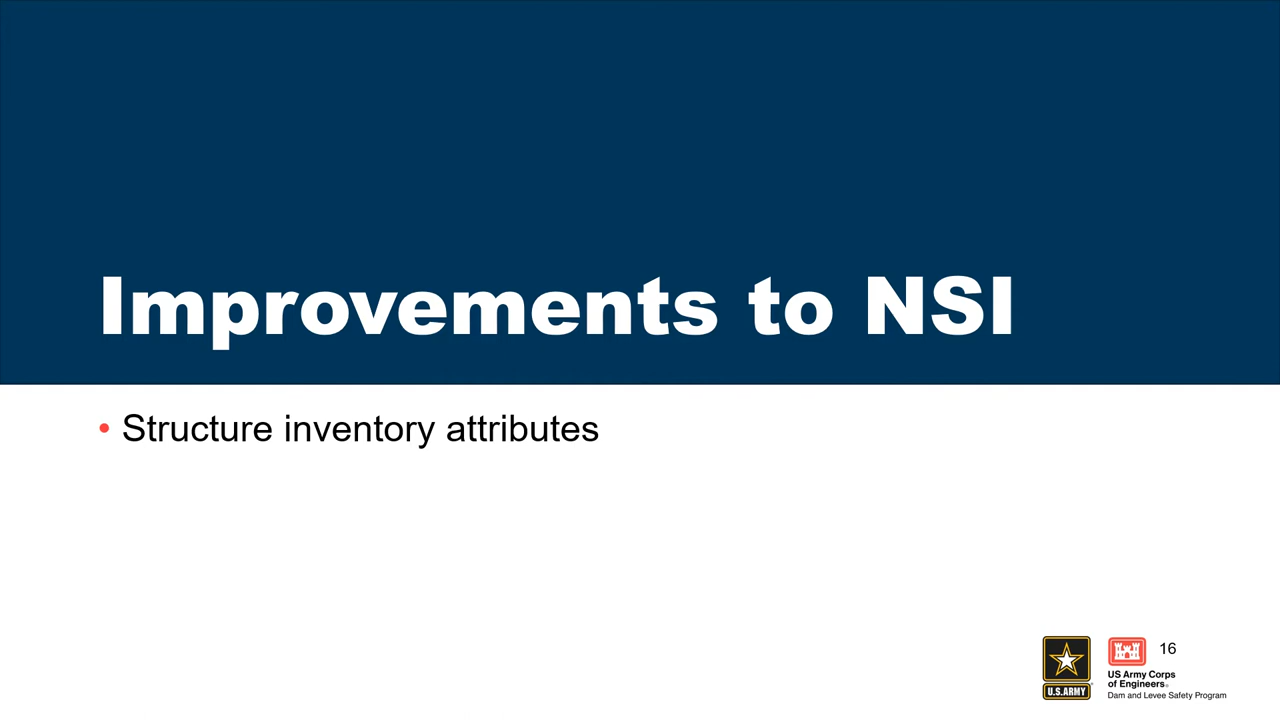 Improvements to NSI
• Structure inventory attributes
16
U.S.ARMY
US Army Corps
of Engineers®
Dam and Levee Safety Program